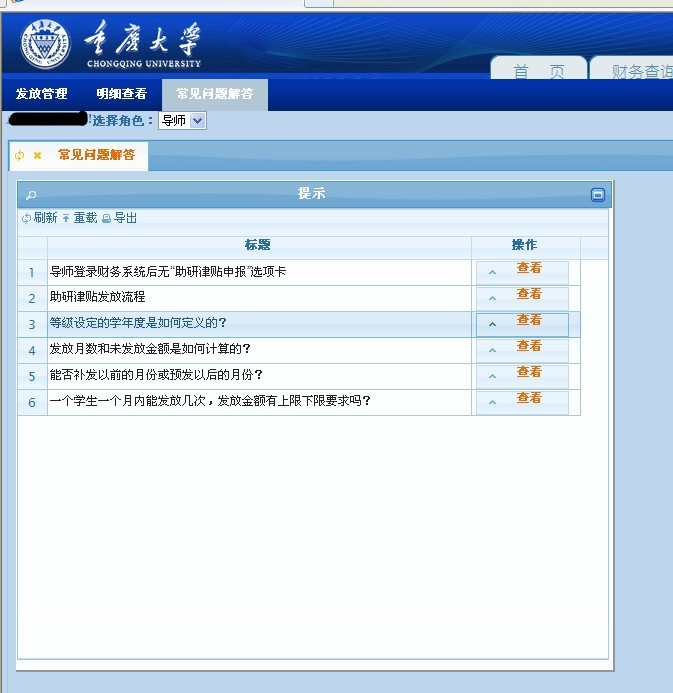 重庆大学
CHONGQING UNIVERSITY
首 页 财务查询
发放管理 明细查看 常见问题解答
!选择角色： 导师
常见问题解答
提示
刷新 重载 导出
标题 操作
1 导师登录财务系统后无“助研津贴申报”选项卡 查看
2 助研津贴发放流程 查看
3 等级设定的学年度是如何定义的？ 查看
4 发放月数和未发放金额是如何计算的？ 查看
5 能否补发以前的月份或预发以后的月份？ 查看
6 一个学生一个月内能发放几次，发放金额有上限下限要求吗？ 查看